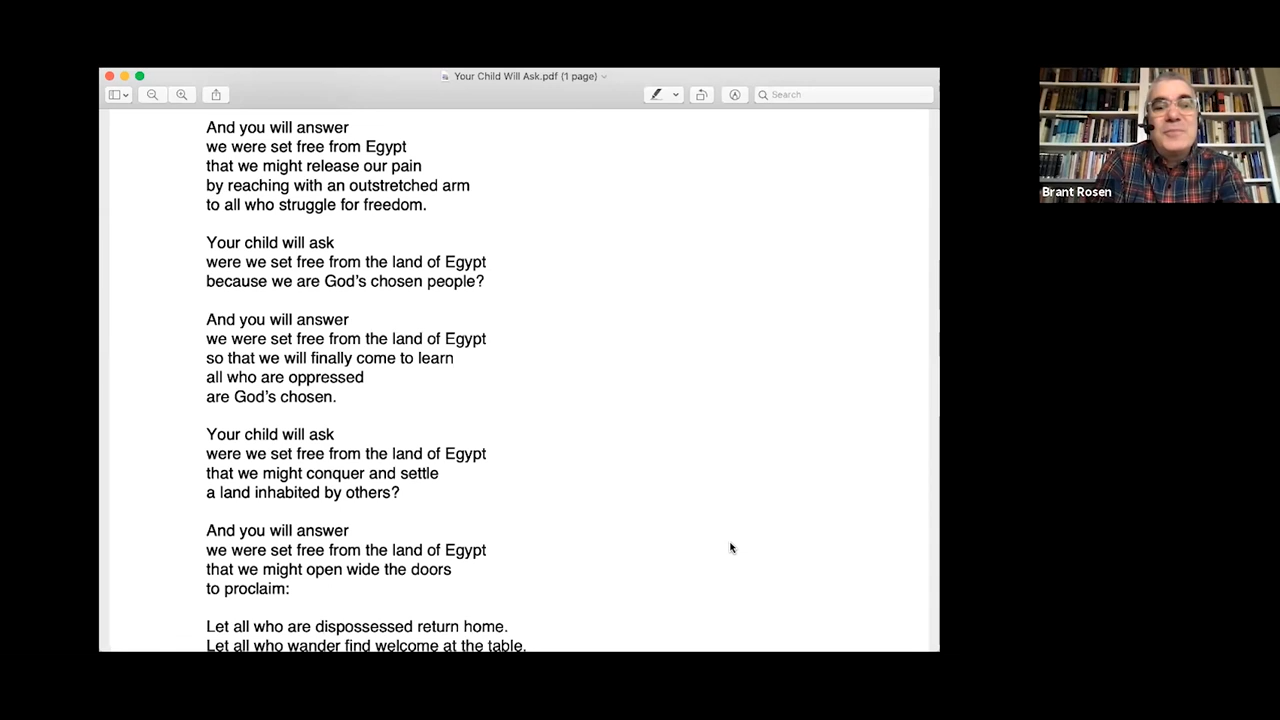 Your Child Will Ask.pdf (1 page)
Search
And you will answer
we were set free from Egypt
that we might release our pain
by reaching with an outstretched arm
to all who struggle for freedom.
Your child will ask
were we set free from the land of Egypt
because we are God's chosen people?
And you will answer
we were set free from the land of Egypt
so that we will finally come to learn
all who are oppressed
are God's chosen.
Your child will ask
were we set free from the land of Egypt
that we might conquer and settle
a land inhabited by others?
And you will answer
we were set free from the land of Egypt
that we might open wide the doors
to proclaim:
Let all who are dispossessed return home.
Let all who wander find welcome at the table.
Brant Rosen